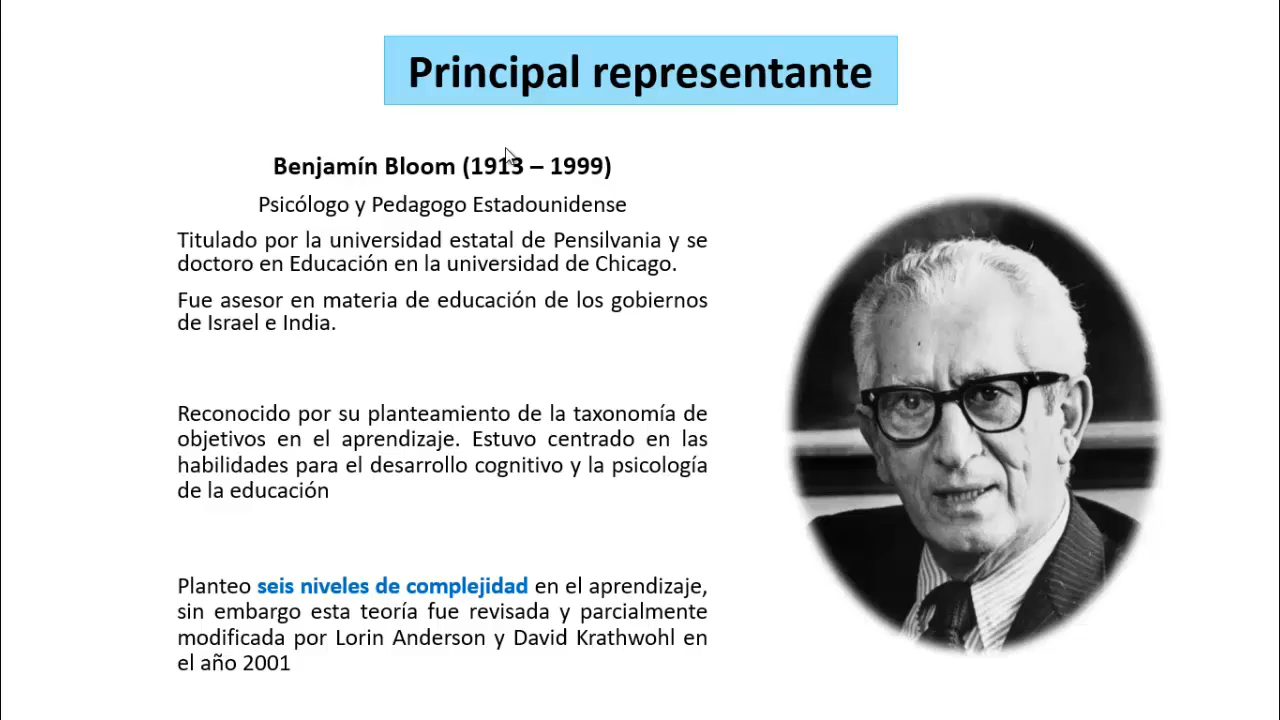 Principal representante
Benjamín Bloom (1913 – 1999)
Psicólogo y Pedagogo Estadounidense
Titulado por la universidad estatal de Pensilvania y se
doctoro en Educación en la universidad de Chicago.
Fue asesor en materia de educación de los gobiernos
de Israel e India.
Reconocido por su planteamiento de la taxonomía de
objetivos en el aprendizaje. Estuvo centrado en las
habilidades para el desarrollo cognitivo y la psicología
de la educación
Planteo seis niveles de complejidad en el aprendizaje,
sin embargo esta teoría fue revisada y parcialmente
modificada por Lorin Anderson y David Krathwohl en
el año 2001